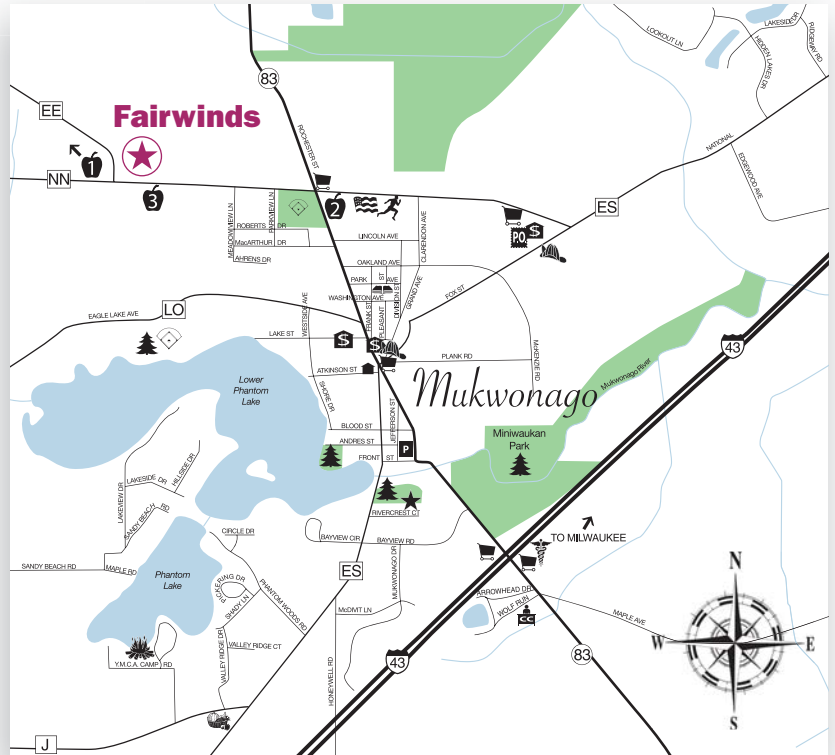 LOOKOUT LN
LAKESIDE DR
HIDDEN LAKES DR
RIDGEWAY RD
83
EE
Fairwinds
ROCHESTER ST
NATIONAL
1
NN
3
2
EDGEWOOD AVE
ES
MEADOWVIEW LN
PARKVIEW LN
ROBERTS DR
MacARTHUR DR
AHRENS DR
LINCOLN AVE
CLARENDON AVE
PO
$
OAKLAND AVE
PARK AVE
ST
WASHINGTON AVE
FRANK ST
PLEASANT
DIVISION ST
GRAND AVE
FOX ST
LO
EAGLE LAKE AVE
WESTSIDE AVE
LAKE ST
$
$
PLANK RD
McKENZIE RD
43
ATKINSON ST
Mukwonago
Mukwonago River
Lower
Phantom
Lake
SHORE DR
JEFFERSON ST
BLOOD ST
ANDRES ST
FRONT ST
P
Miniwaukan
Park
HILLSIDE DR
LAKEVIEW DR
LAKESIDE DR
SANDY BEACH RD
RIVERCREST CT
CIRCLE DR
BAYVIEW CIR
BAYVIEW RD
TO MILWAUKEE
SANDY BEACH RD
MAPLE RD
Phantom
Lake
PICKERING DR
SHADY LN
PHANTOM WOODS RD
ES
MUKWONAGO DR
McDMT LN
ARROWHEAD DR
WOLF RUN
CC
MAPLE AVE
N
W
E
S
VALLEY RIDGE DR
VALLEY RIDGE CT
Y.M.C.A. CAMP RD
HONEYWELL RD
43
83
J